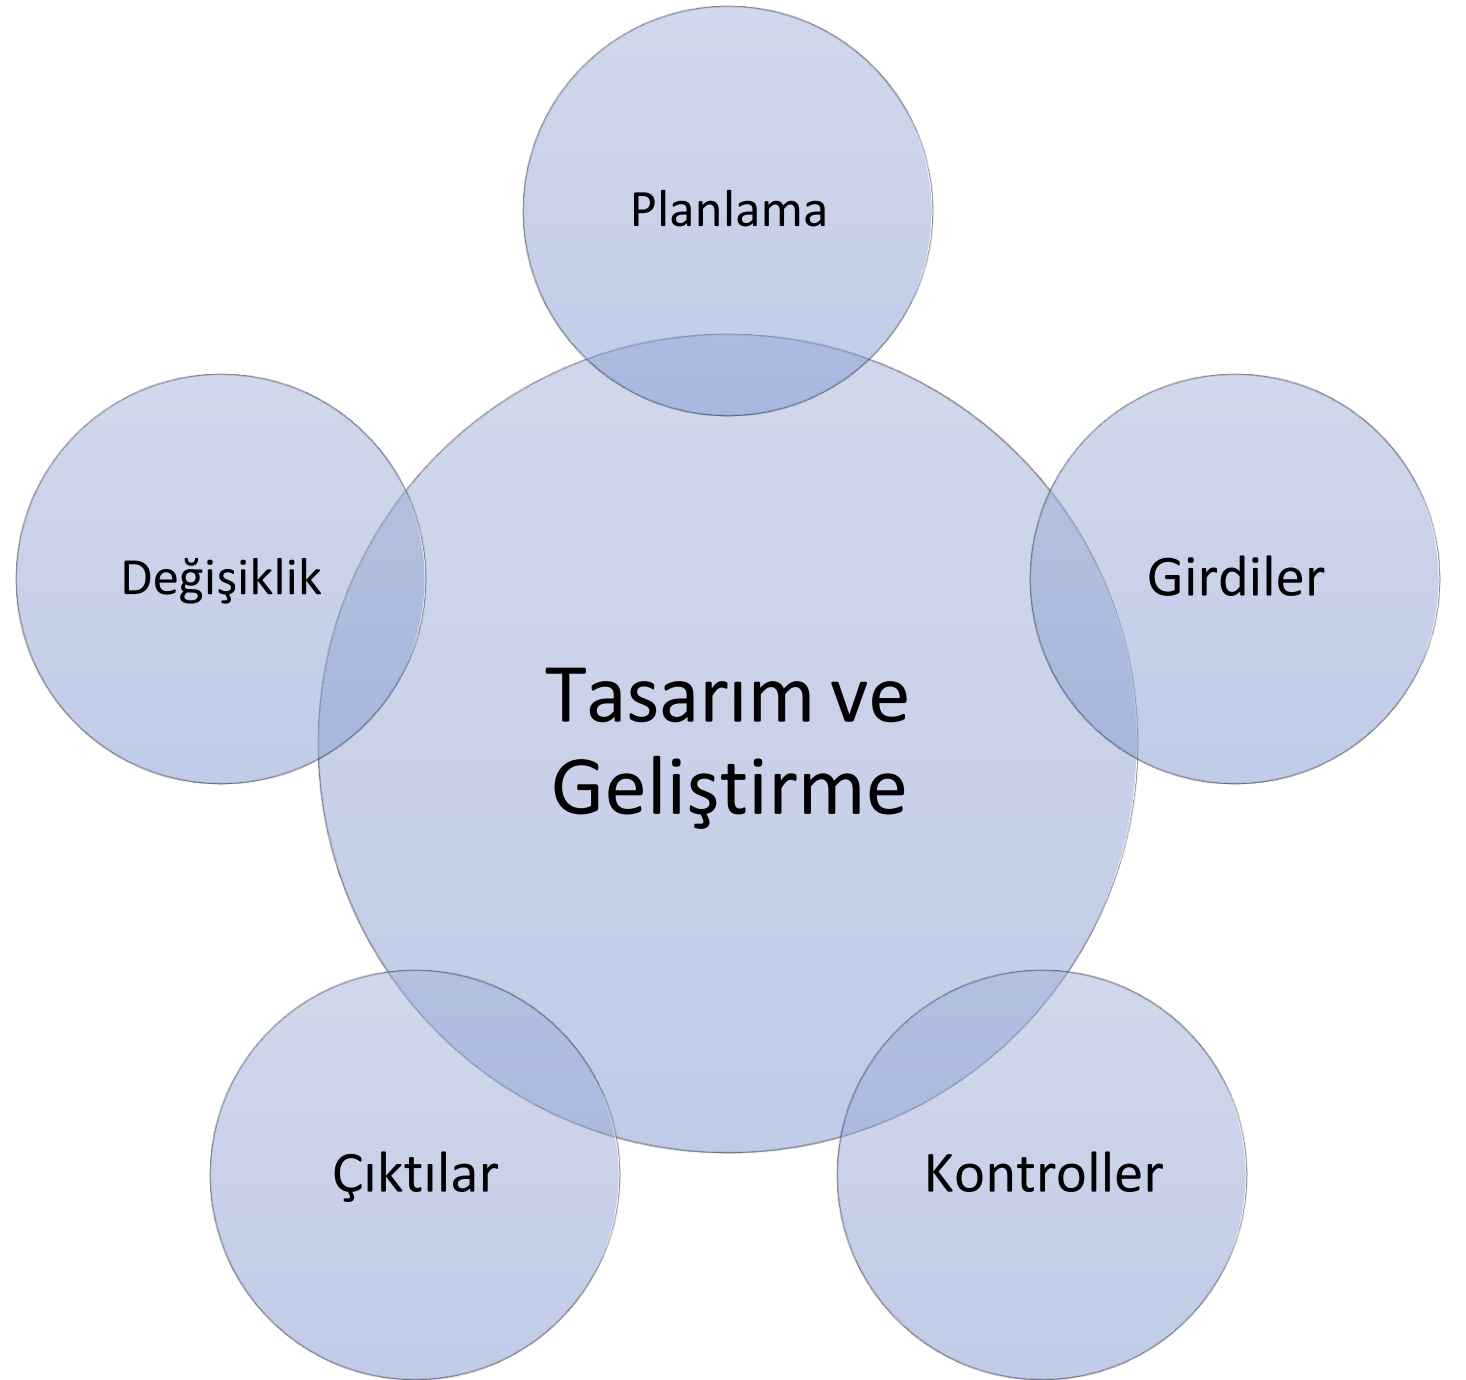 Planlama
Değişiklik
Girdiler
Tasarım ve
Geliştirme
Çıktılar
Kontroller